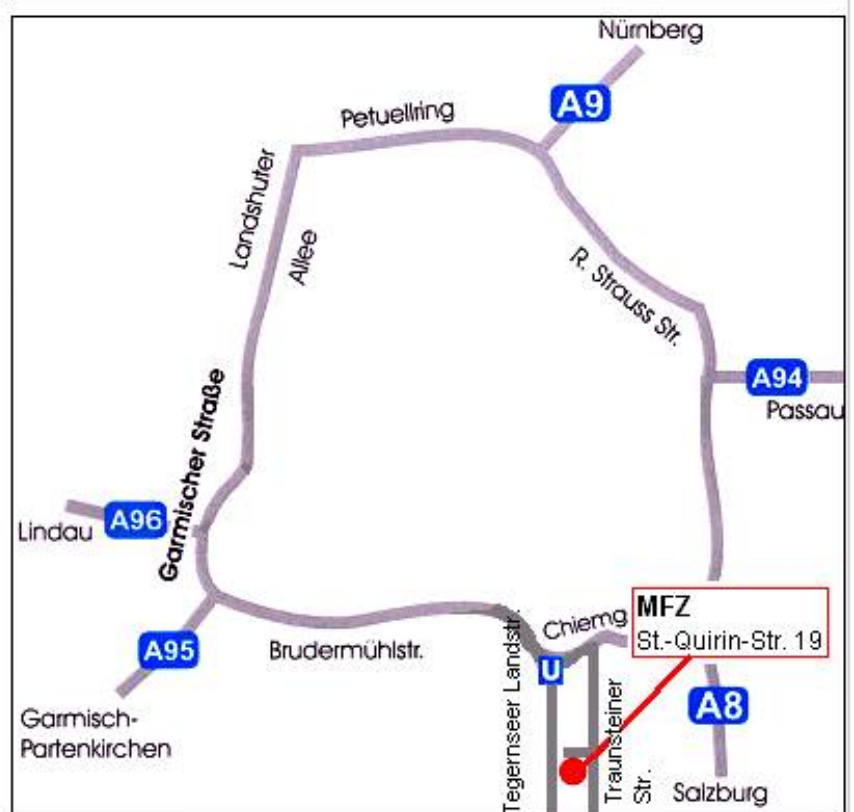 Nürnberg
A9
Petuellring
Landshuter
Allee
R. Strauss Str.
A94
Passau
Garmischer Straße
A96
Lindau
MFZ
St.-Quirin-Str. 19
Chiemg
Tegernseer Landstr.
U
Brudermühlstr.
A95
Garmisch-
Partenkirchen
Traunsteiner
Str.
A8
Salzburg